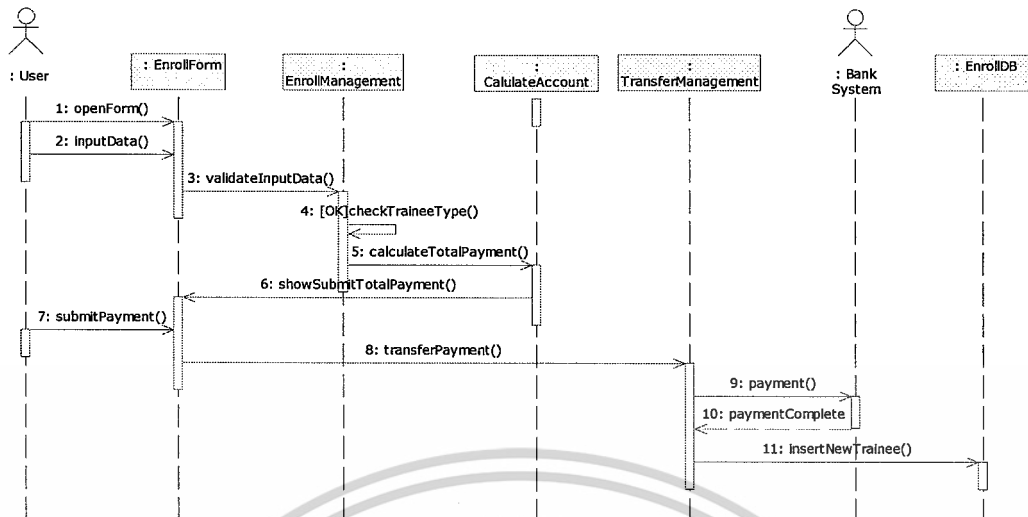 : User
: EnrollForm
:
EnrollManagement
:
CalulateAccount
:
TransferManagement
: Bank
System
: EnrollDB
1: openForm()
2: inputData()
3: validateInputData()
4: [OK]checkTraineeType()
5: calculateTotalPayment()
6: showSubmitTotalPayment()
7: submitPayment()
8: transferPayment()
9: payment()
10: paymentComplete
11: insertNewTrainee()